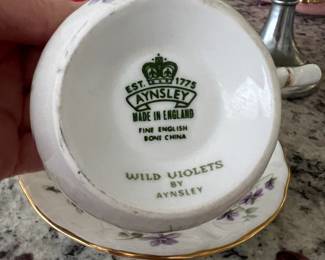 EST. 1775
AYNSLEY
MADE IN ENGLAND
FINE ENGLISH
BONE CHINA
WILD VIOLETS
BY
AYNSLEY